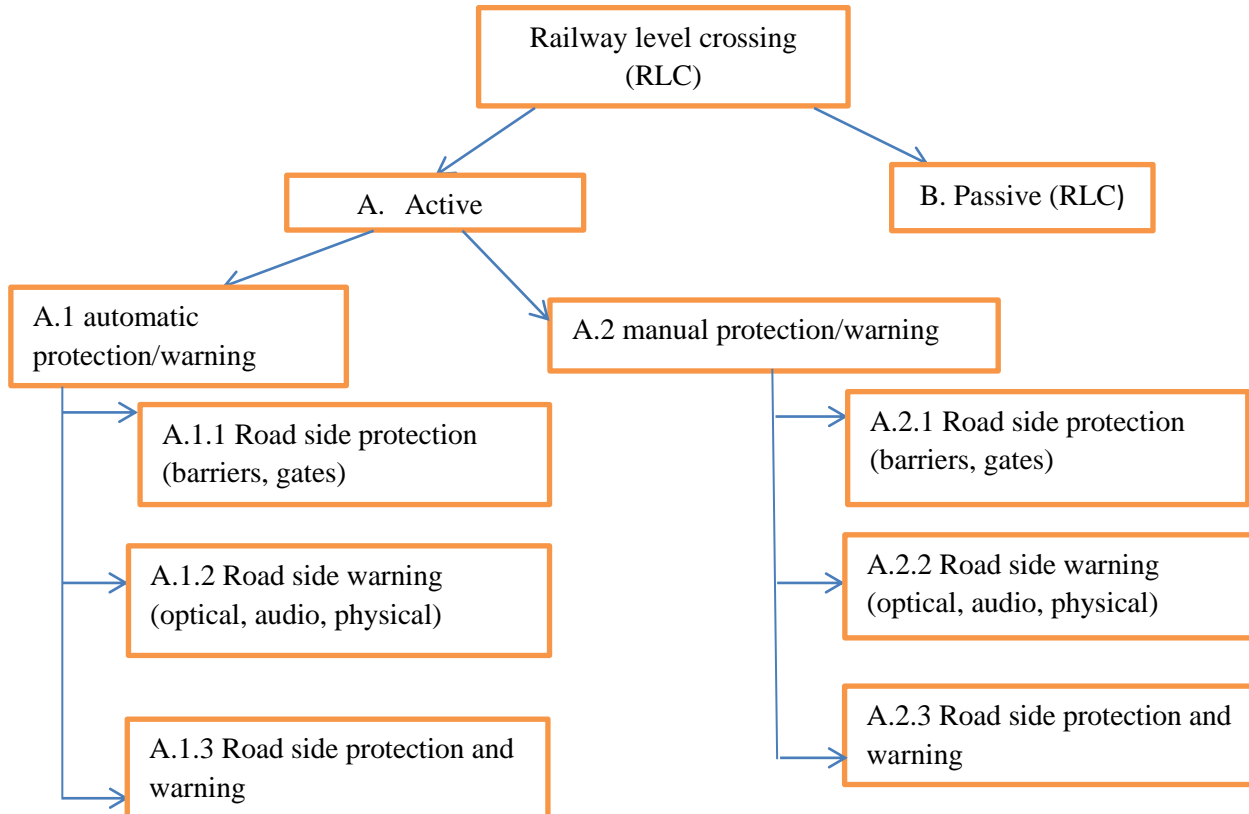 Railway level crossing
(RLC)
A. Active
B. Passive (RLC)
A.1 automatic
protection/warning
A.2 manual protection/warning
A.1.1 Road side protection
(barriers, gates)
A.1.2 Road side warning
(optical, audio, physical)
A.1.3 Road side protection and
warning
A.2.1 Road side protection
(barriers, gates)
A.2.2 Road side warning
(optical, audio, physical)
A.2.3 Road side protection and
warning